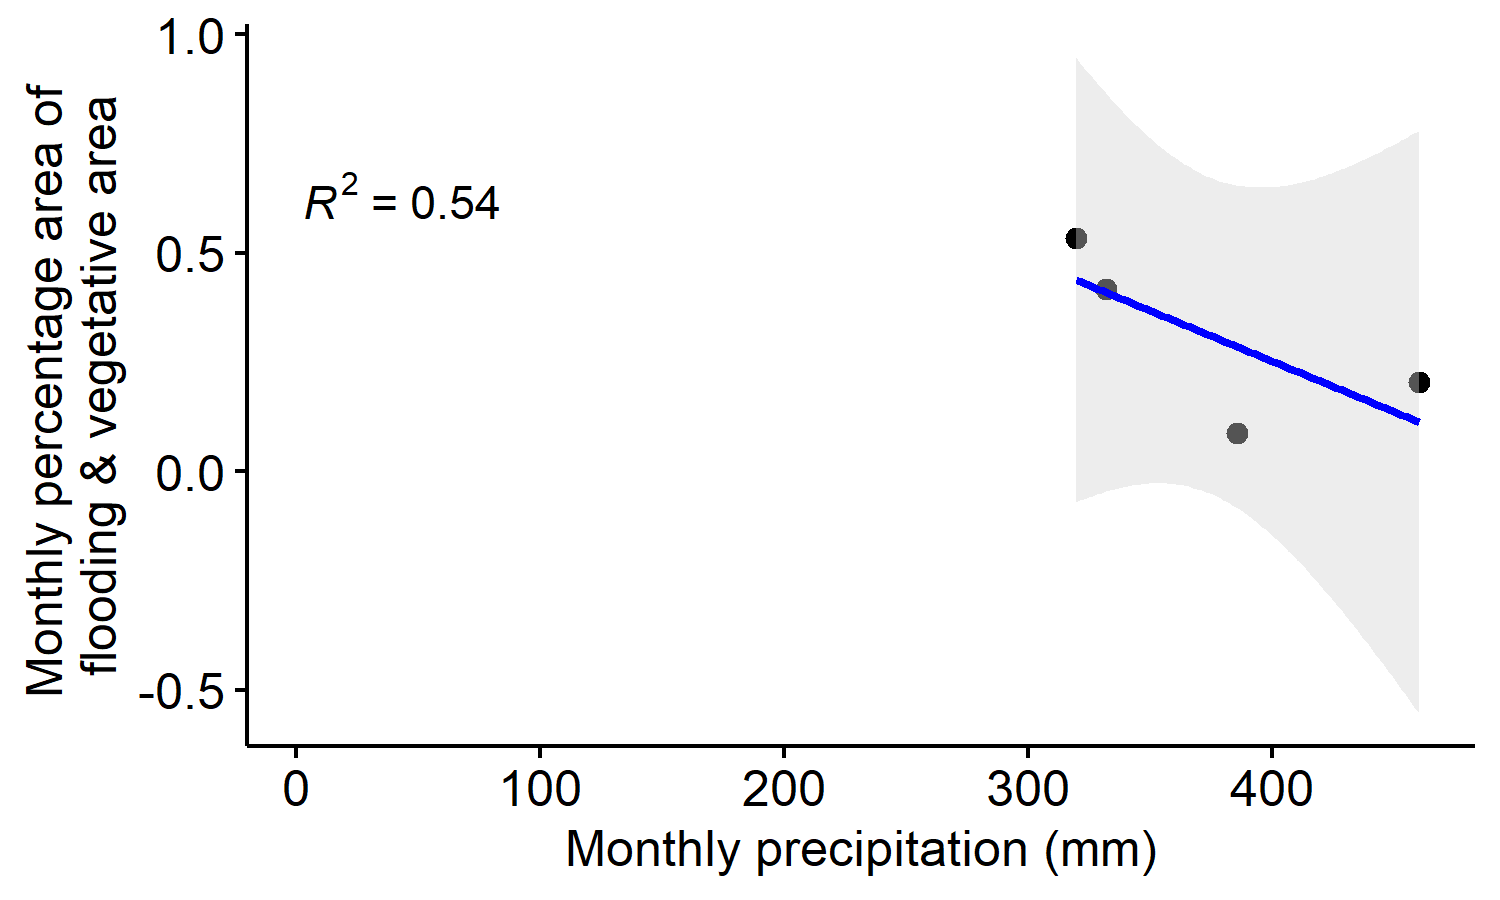 Monthly percentage area of
flooding & vegetative area
1.0
0.5
0.0
-0.5
R² = 0.54
0 100 200 300 400
Monthly precipitation (mm)